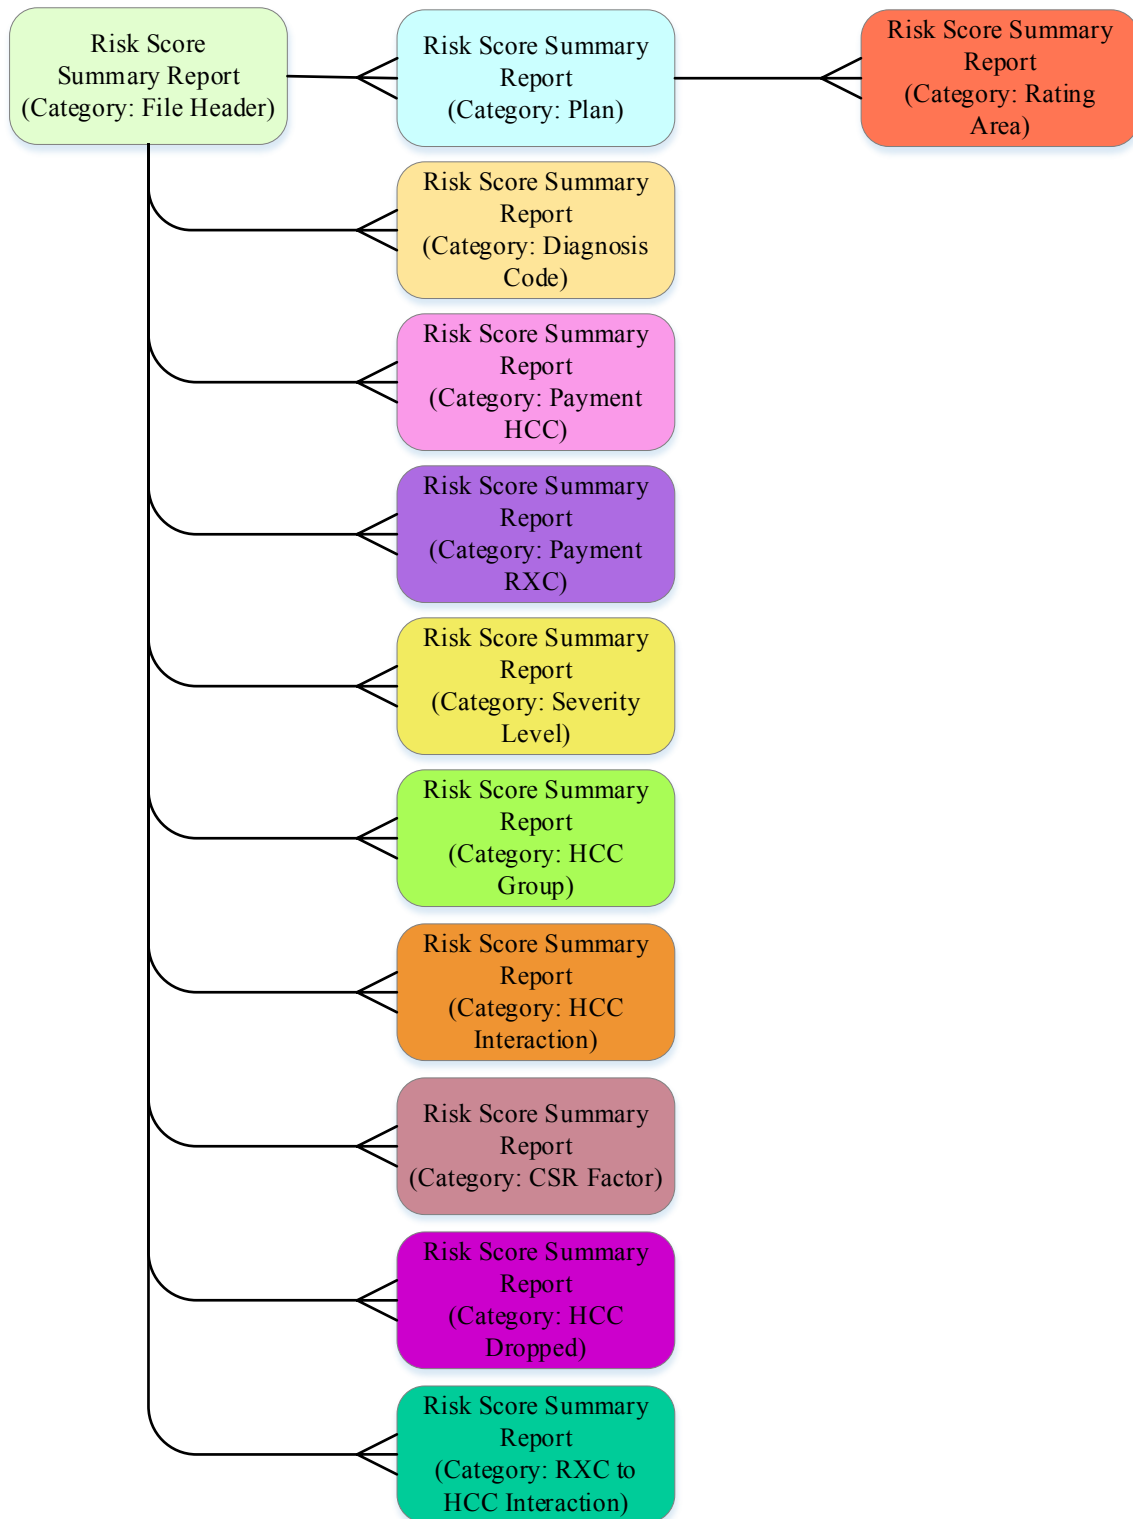 Risk Score
Summary Report
(Category: File Header)
Risk Score Summary
Report
(Category: Plan)
Risk Score Summary
Report
(Category: Rating
Area)
Risk Score Summary
Report
(Category: Diagnosis
Code)
Risk Score Summary
Report
(Category: Payment
HCC)
Risk Score Summary
Report
(Category: Payment
RXC)
Risk Score Summary
Report
(Category: Severity
Level)
Risk Score Summary
Report
(Category: HCC
Group)
Risk Score Summary
Report
(Category: HCC
Interaction)
Risk Score Summary
Report
(Category: CSR Factor)
Risk Score Summary
Report
(Category: HCC
Dropped)
Risk Score Summary
Report
(Category: RXC to
HCC Interaction)